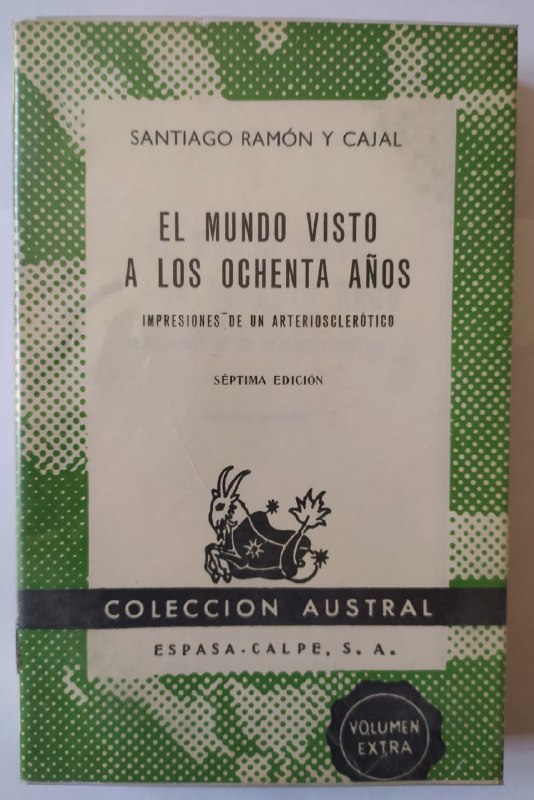 SANTIAGO RAMÓN Y CAJAL
EL MUNDO VISTO
A LOS OCHENTA AÑOS
IMPRESIONES DE UN ARTERIOSCLERÓTICO
SÉPTIMA EDICIÓN
COLECCION AUSTRAL
ESPASA-CALPE, S. A.
VOLUMEN
EXTRA